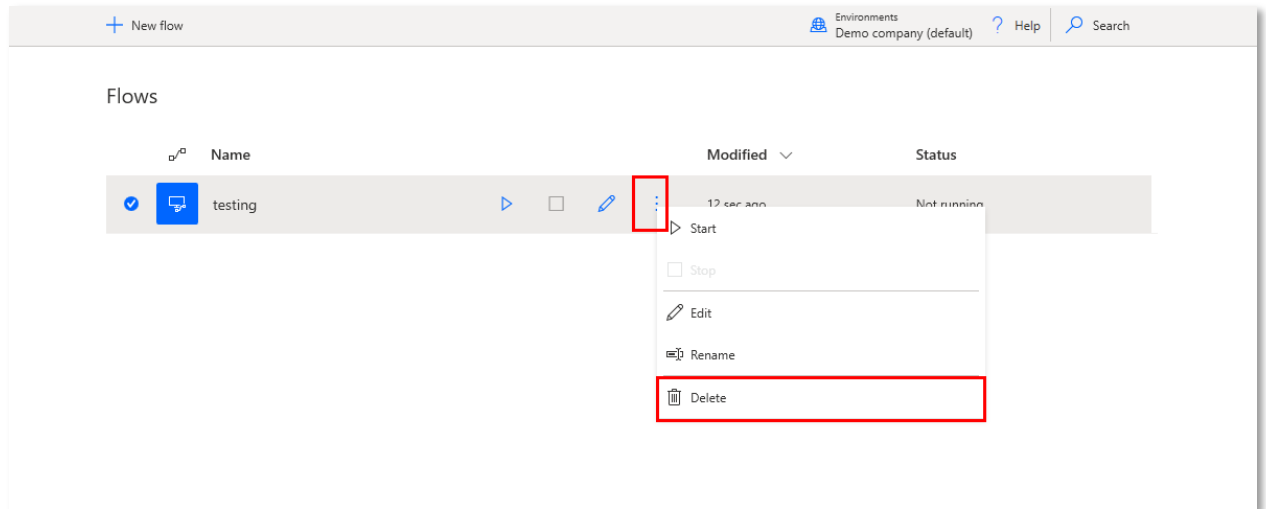 New flow
Environments
Demo company (default)
? Help
Search
Flows
Name
Modified
Status
testing
12 sec ago
Not running
Start
Stop
Edit
Rename
Delete